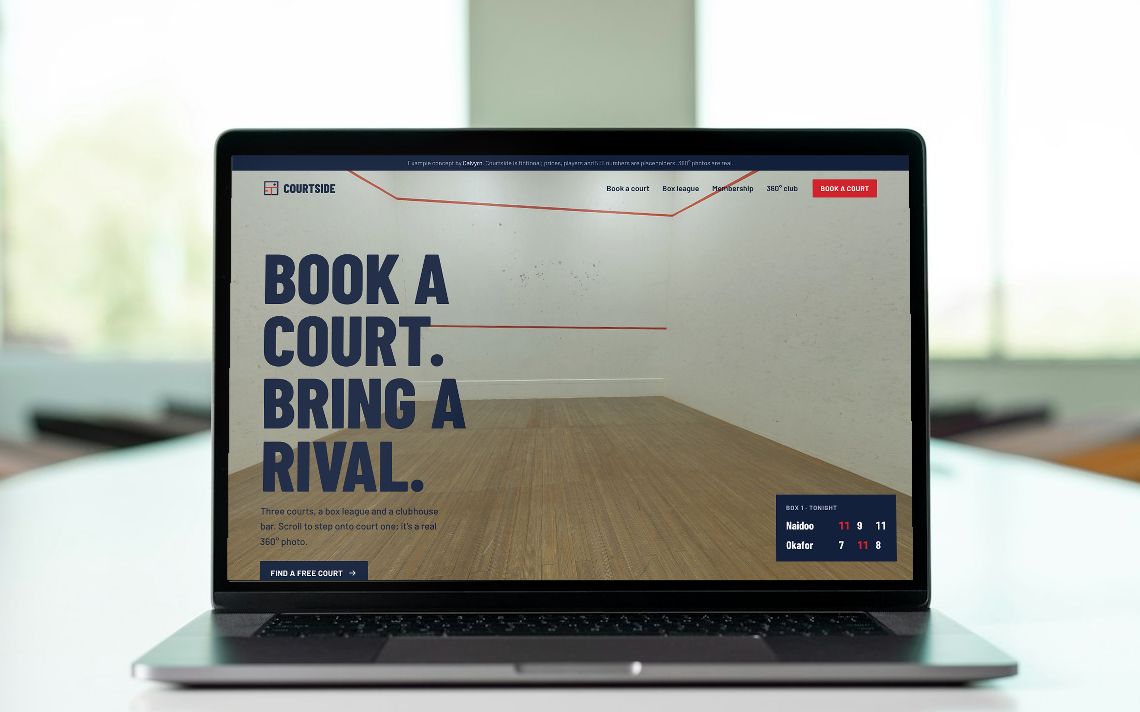 Example concept by Calvyn. Courtside is fictional; prices, players and numbers are placeholders. 360° photos are real.
COURTSIDE
Book a court
Box league
Membership
360° club
BOOK A COURT
BOOK A
COURT.
BRING A
RIVAL.
Three courts, a box league and a clubhouse
bar. Scroll to step onto court one; it's a real
360° photo.
FIND A FREE COURT →
BOX 1 · TONIGHT
Naidoo 11 9 11
Okafor 7 11 8